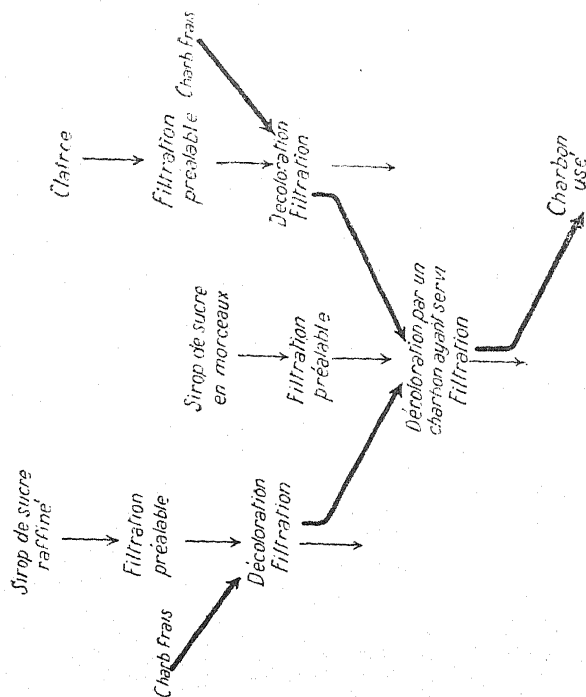 Sirop de sucre
raffiné
Filtration
préalable
Charb frais
Décoloration
Filtration
Sirop de sucre
en morceaux
Filtration
préalable
Décoloration par un
charbon ayant servi
Filtration
Clairce
Filtration
préalable
Charb frais
Décoloration
Filtration
Charbon
usé